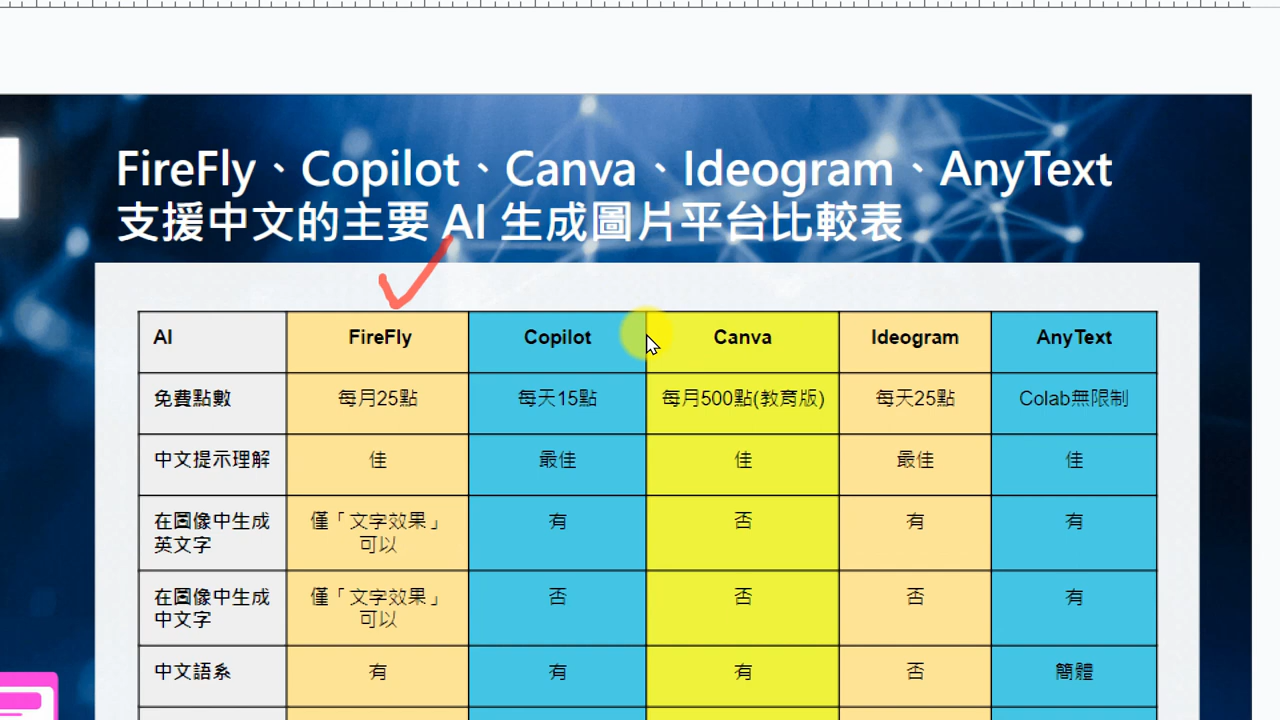 FireFly、Copilot、Canva、Ideogram、AnyText
支援中文的主要 AI 生成圖片平台比較表
AI FireFly Copilot Canva Ideogram AnyText
免費點數 每月25點 每天15點 每月500點(教育版) 每天25點 Colab無限制
中文提示理解 佳 最佳 佳 最佳 佳
在圖像中生成 僅「文字效果」 有 否 有 有
英文字 可以
在圖像中生成 僅「文字效果」 否 否 否 有
中文字 可以
中文語系 有 有 有 否 簡體